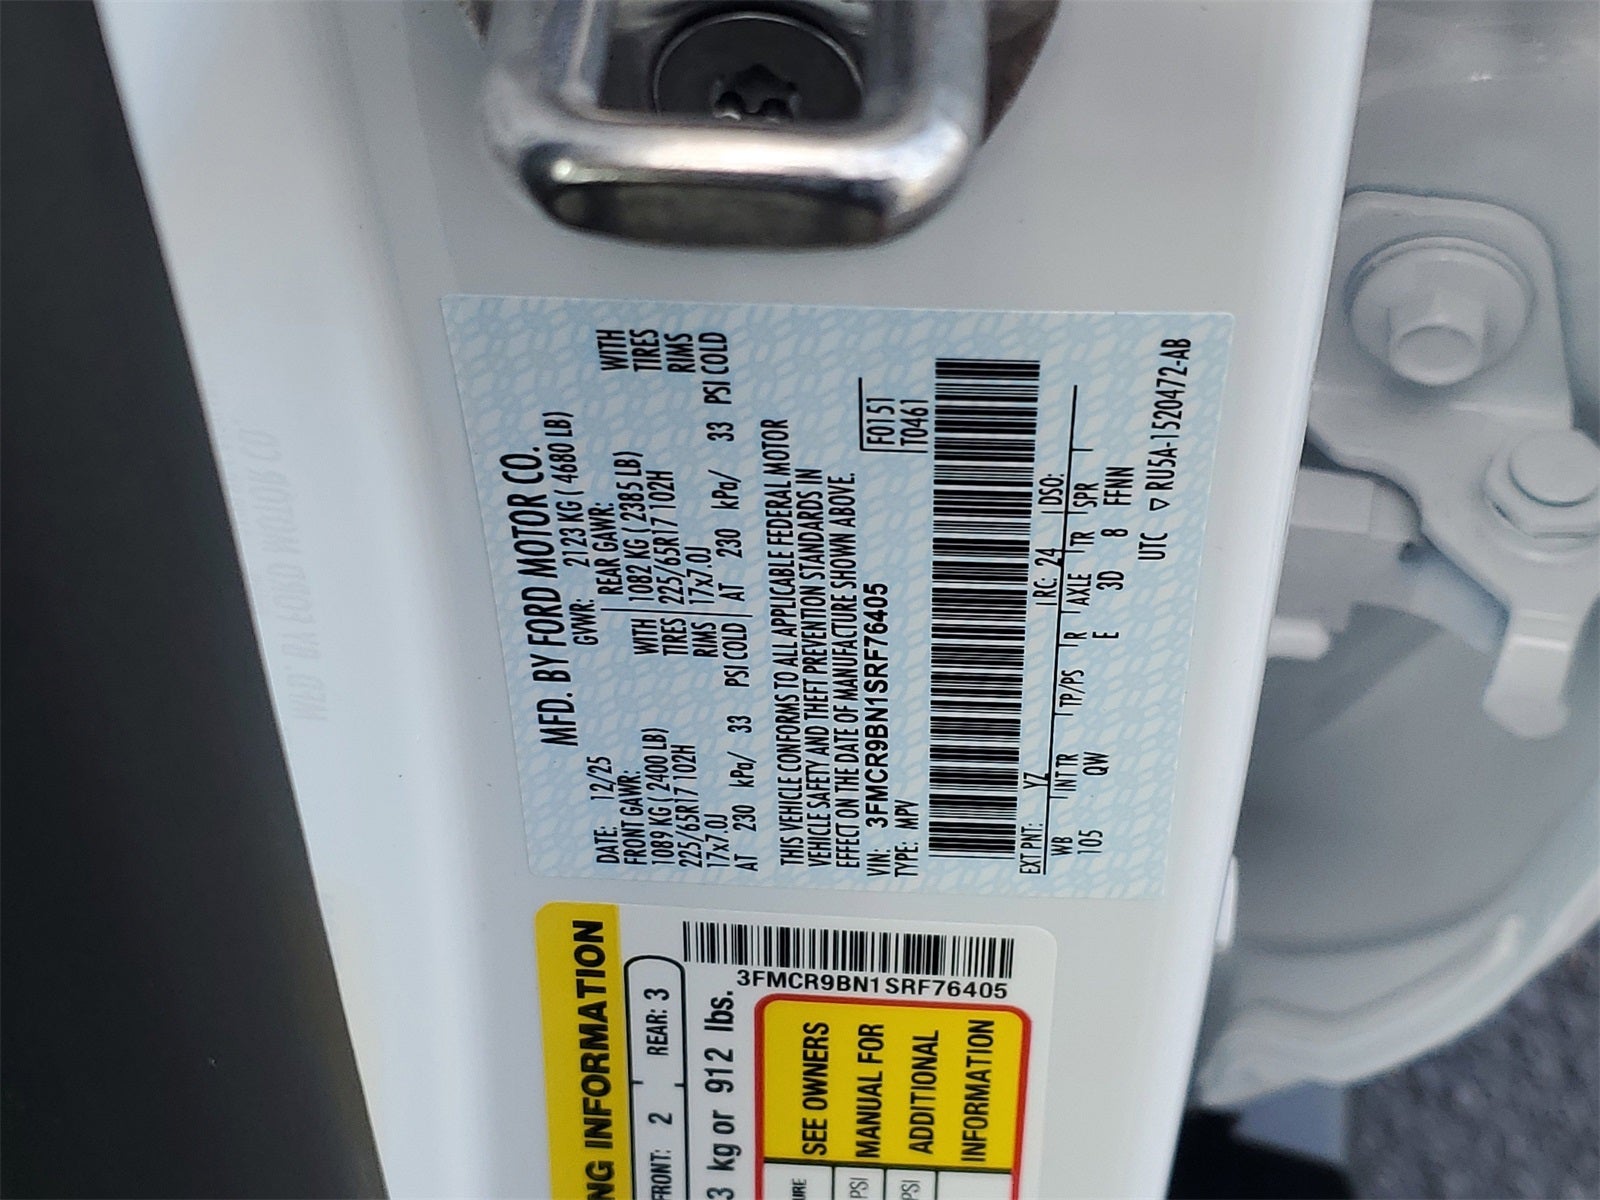 MFD. BY FORD MOTOR CO.
DATE: 12/25 GVWR: 2123 KG ( 4680 LB)
FRONT GAWR: REAR GAWR: WITH
1089 KG ( 2400 LB) WITH 1082 KG ( 2385 LB) TIRES
225/65R17 102H TIRES 225/65R17 102H RIMS
17x7.0J RIMS 17x7.0J
AT 230 kPa/ 33 PSI COLD AT 230 kPa/ 33 PSI COLD
THIS VEHICLE CONFORMS TO ALL APPLICABLE FEDERAL MOTOR
VEHICLE SAFETY AND THEFT PREVENTION STANDARDS IN
EFFECT ON THE DATE OF MANUFACTURE SHOWN ABOVE.
VIN: 3FMCR9BN1SRF76405 F0151
TYPE: MPV T0461
EXT PNT: YZ RC: 24 DSO:
WB INT TR TP/PS R AXLE TR SPR
105 QW E 3D 8 FFNN
UTC ▽ RU5A-1520472-AB
NG INFORMATION
FRONT: 2 REAR: 3
3 kg or 912 lbs.
3FMCR9BN1SRF76405
SEE OWNERS
MANUAL FOR
ADDITIONAL
INFORMATION
URE
PSI
PSI